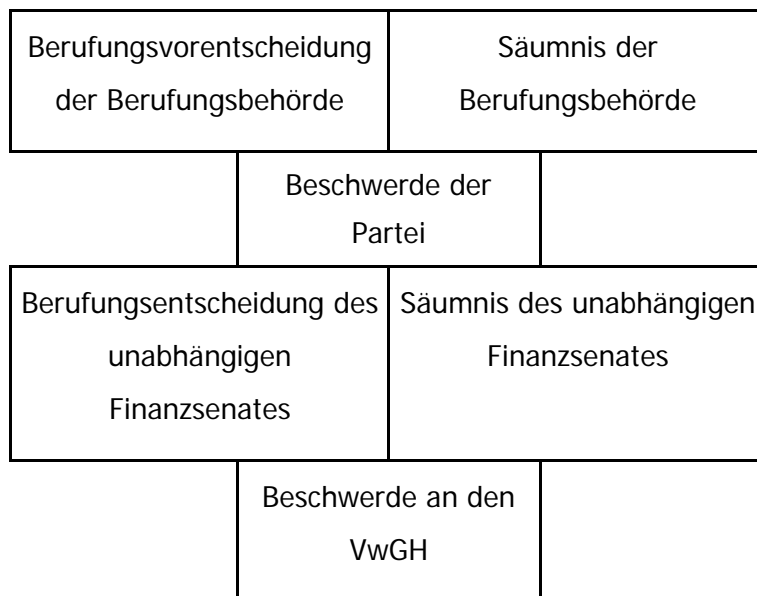 Berufungsvorentscheidung
der Berufungsbehörde
Säumnis der
Berufungsbehörde
Beschwerde der
Partei
Berufungsentscheidung des
unabhängigen
Finanzsenates
Säumnis des unabhängigen
Finanzsenates
Beschwerde an den
VwGH